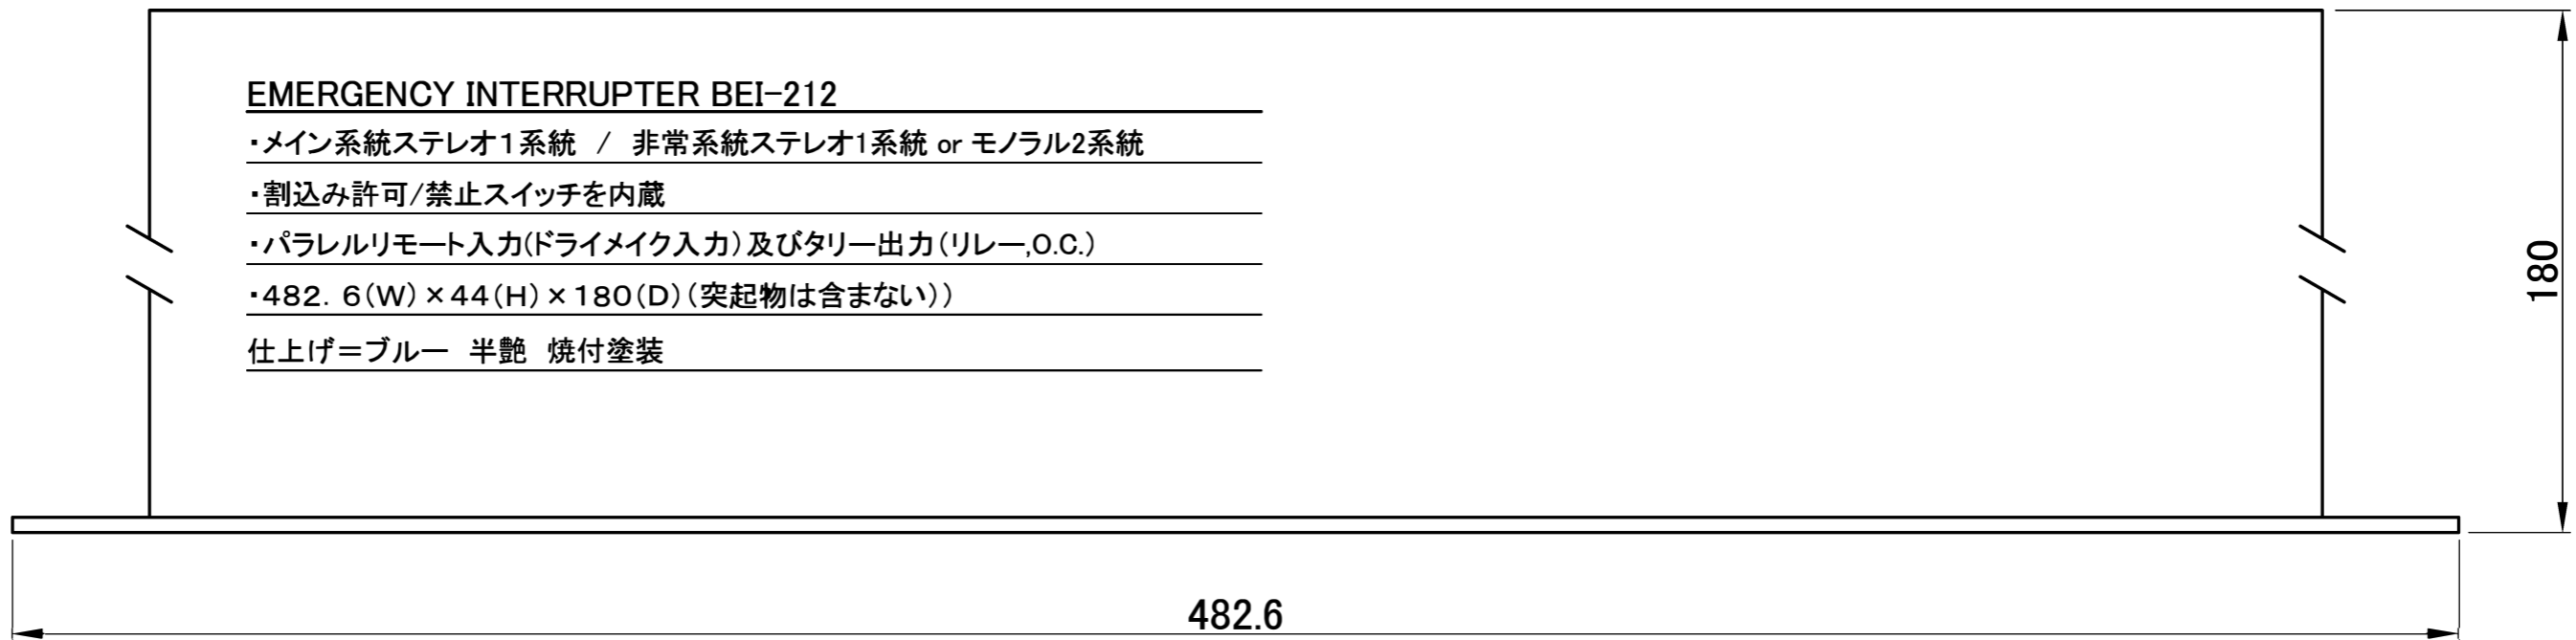 EMERGENCY INTERRUPTER BEI-212
・メイン系統ステレオ1系統 / 非常系統ステレオ1系統 or モノラル2系統
・割込み許可/禁止スイッチを内蔵
・パラレルリモート入力(ドライメイク入力)及びタリー出力(リレー,O.C.)
・482．6(W)×44(H)×180(D)(突起物は含まない))
仕上げ＝ブルー 半艶 焼付塗装
180
482.6